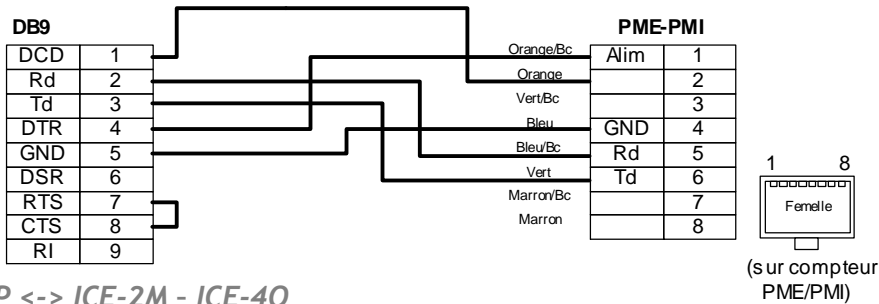 DB9
DCD 1
Rd 2
Td 3
DTR 4
GND 5
DSR 6
RTS 7
CTS 8
RI 9
Orange/Bc
Orange
Vert/Bc
Bleu
Bleu/Bc
Vert
Marron/Bc
Marron
PME-PMI
Alim 1
2
3
GND 4
Rd 5
Td 6
7
8
1 8
Femelle
(sur compteur
PME/PMI)
P <-> ICE-2M – ICE-4Q